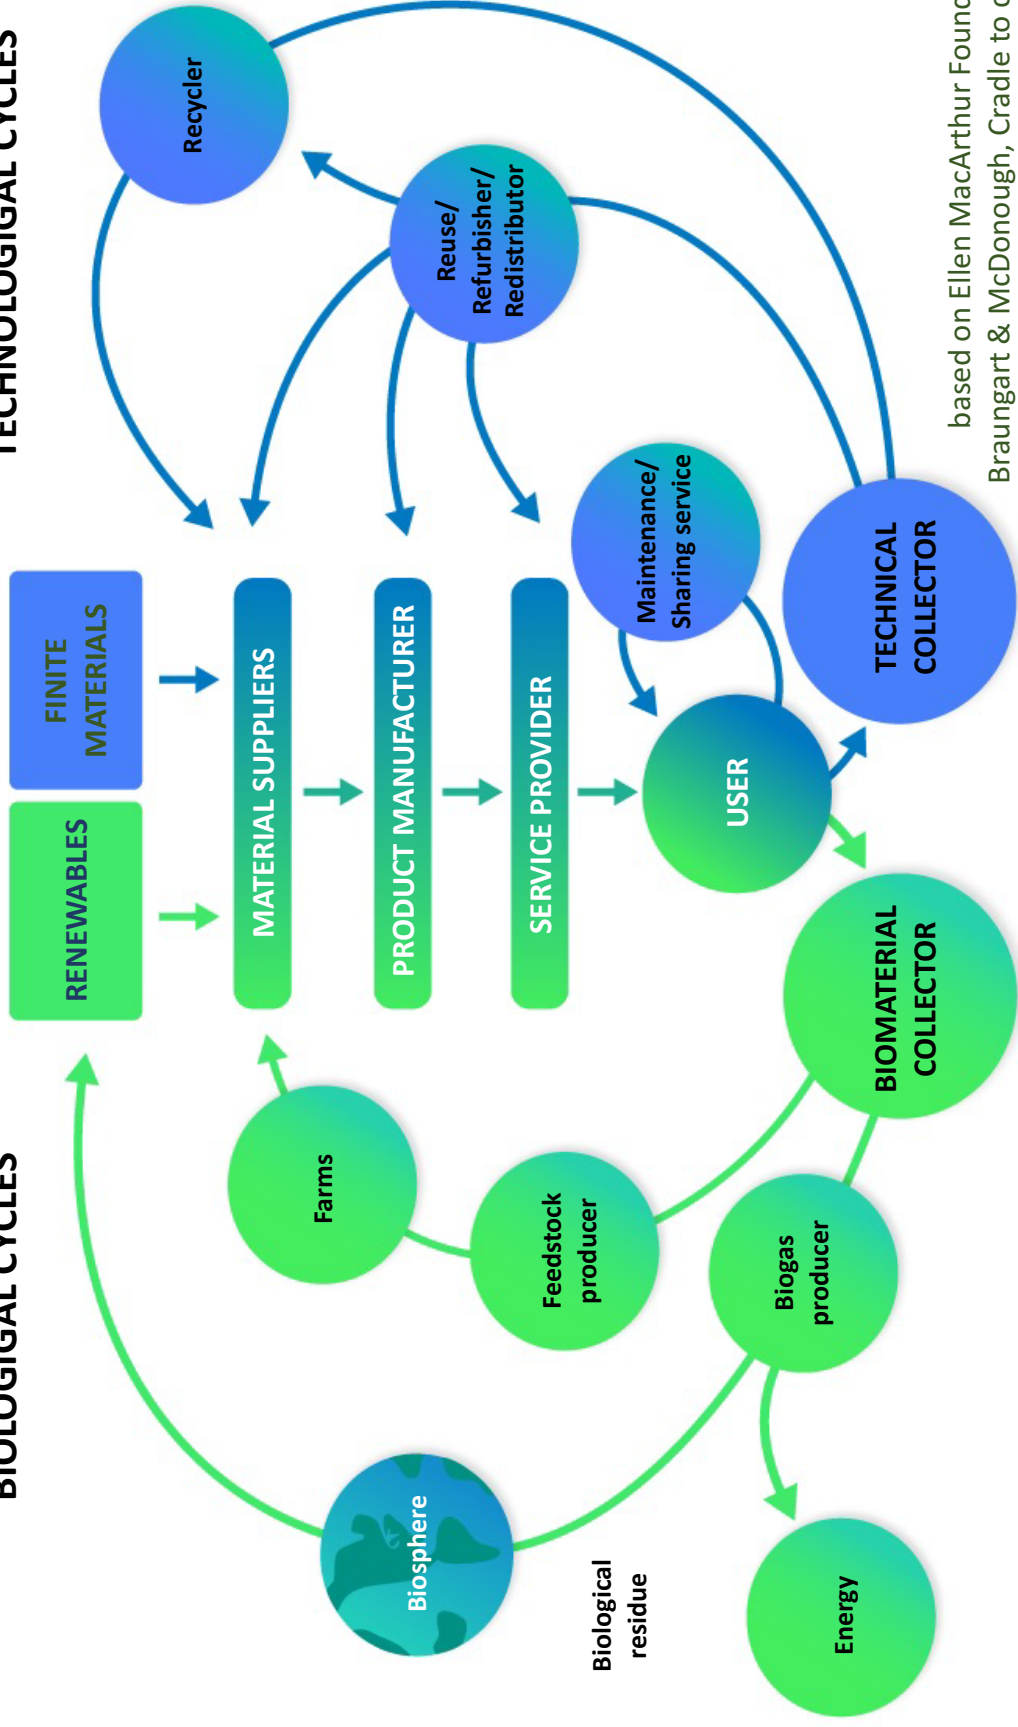 BIOLOGIGAL CYCLES
TECHNOLOGIGAL CYCLES
RENEWABLES
FINITE
MATERIALS
MATERIAL SUPPLIERS
PRODUCT MANUFACTURER
SERVICE PROVIDER
USER
Farms
Feedstock
producer
Biosphere
Biological
residue
Biogas
producer
Energy
BIOMATERIAL
COLLECTOR
TECHNICAL
COLLECTOR
Maintenance/
Sharing service
Reuse/
Refurbisher/
Redistributor
Recycler
based on Ellen MacArthur Found
Braungart & McDonough, Cradle to